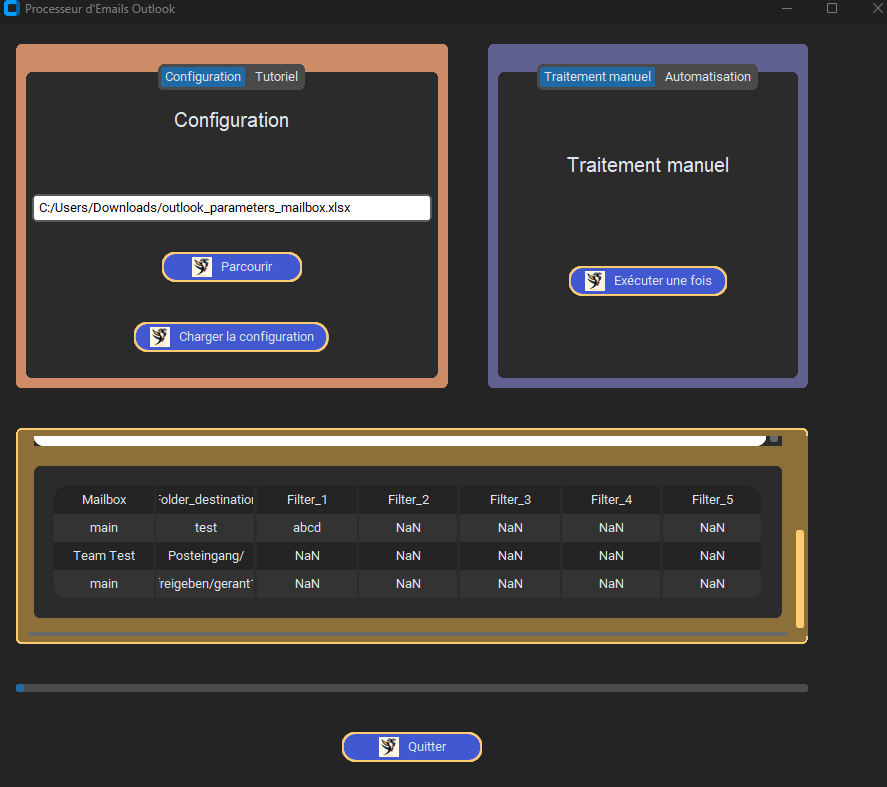 Processeur d'Emails Outlook
Configuration Tutoriel
Configuration
C:/Users/Downloads/outlook_parameters_mailbox.xlsx
Parcourir
Charger la configuration
Traitement manuel Automatisation
Traitement manuel
Exécuter une fois
Mailbox Folder_destination Filter_1 Filter_2 Filter_3 Filter_4 Filter_5
main test abcd NaN NaN NaN NaN
Team Test Posteingang/ NaN NaN NaN NaN NaN
main reigeben/gerant NaN NaN NaN NaN NaN
Quitter